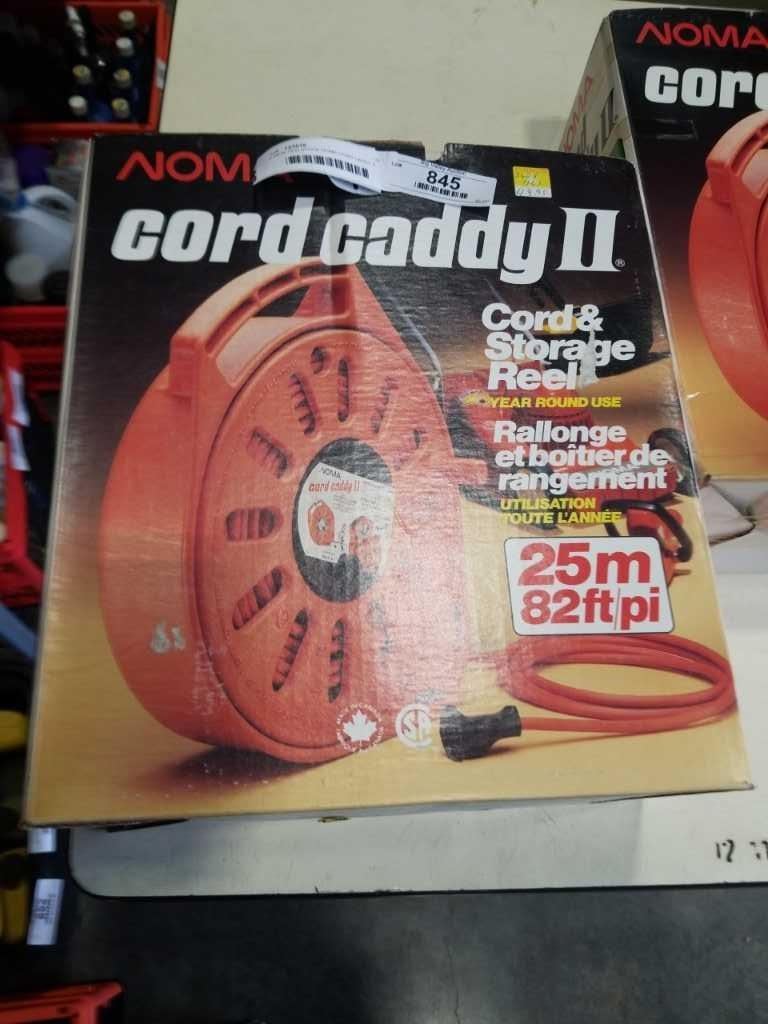 NOMA
845
cord caddy II®
Cord &
Storage
Reel
YEAR ROUND USE
Rallonge
et boîtier de
rangement
UTILISATION
TOUTE L'ANNÉE
25m
82ft/pi
NOMA
cord caddy II
NOMA